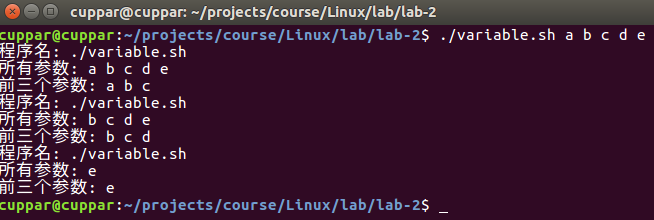 cuppar@cuppar: ~/projects/course/Linux/lab/lab-2
cuppar@cuppar:~/projects/course/Linux/lab/lab-2$ ./variable.sh a b c d e
程序名: ./variable.sh
所有参数: a b c d e
前三个参数: a b c
程序名: ./variable.sh
所有参数: b c d e
前三个参数: b c d
程序名: ./variable.sh
所有参数: e
前三个参数: e
cuppar@cuppar:~/projects/course/Linux/lab/lab-2$ _